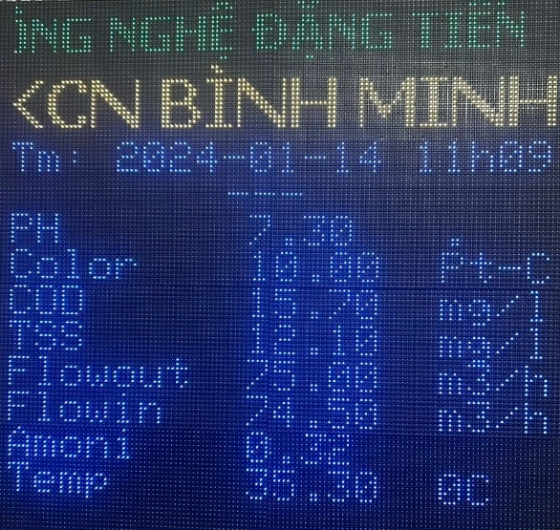 ÔNG NGHỆ ĐẶNG TIẾN
KCN BÌNH MINH
Tm: 2024-01-14 11h09
---
PH 7.30
Color 10.00 Pt-C
COD 15.70 mg/l
TSS 12.10 mg/l
Flowout 75.00 m3/h
Flowin 74.50 m3/h
Amoni 0.32
Temp 35.30 0C